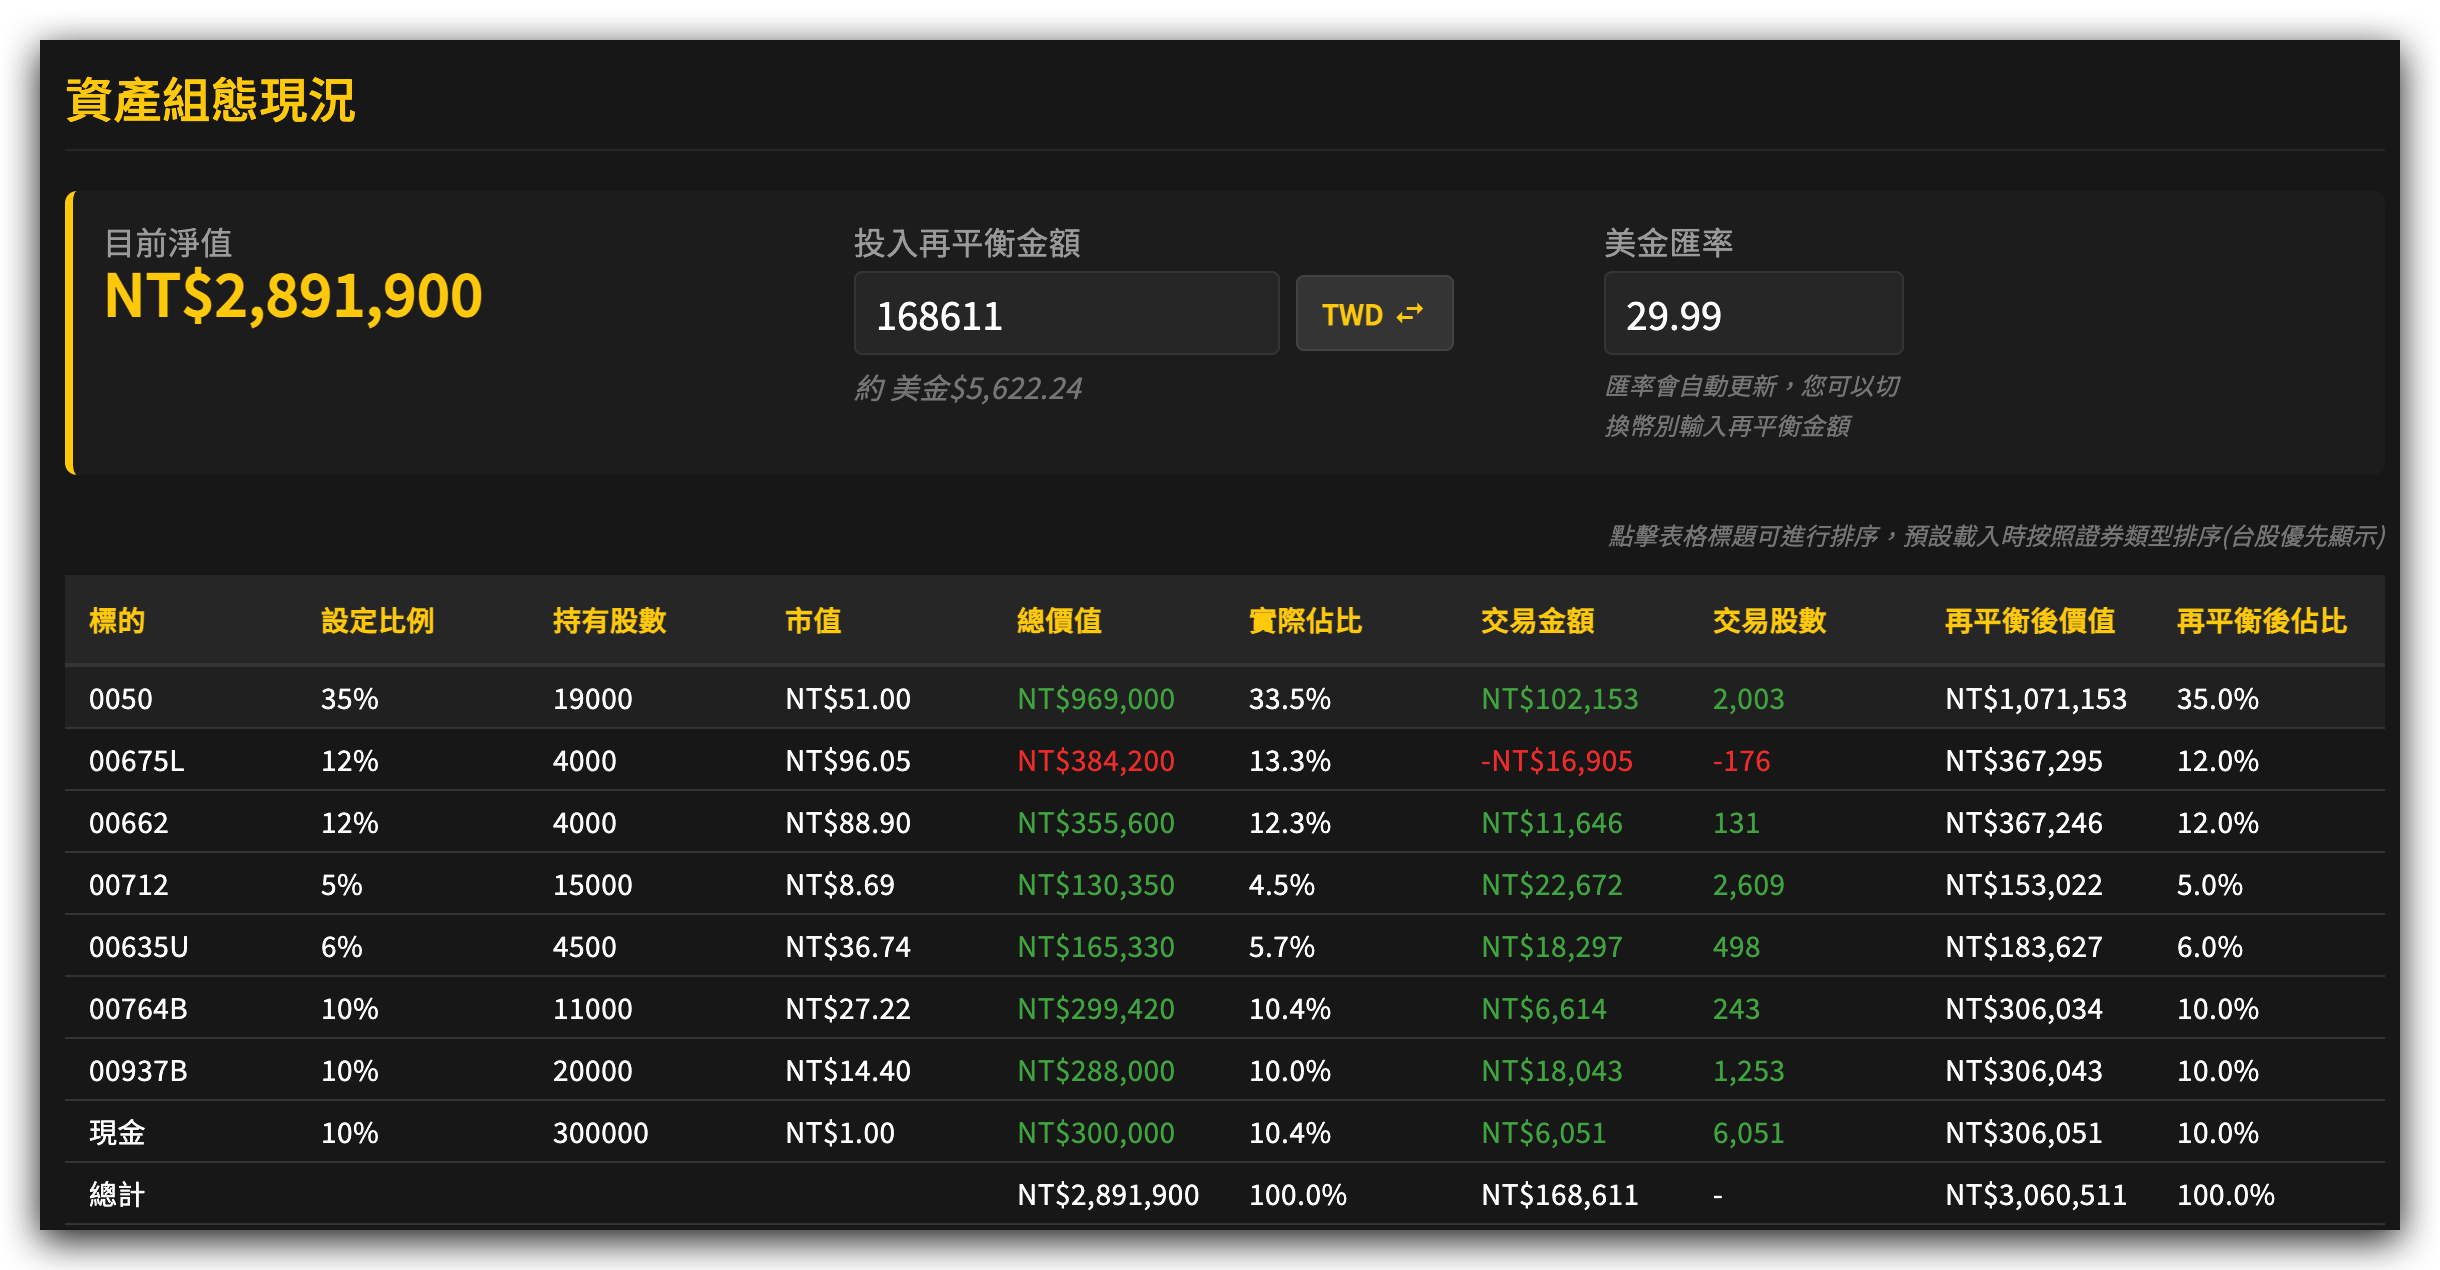 資產組態現況
目前淨值
NT$2,891,900
投入再平衡金額
168611
TWD
約 美金$5,622.24
美金匯率
29.99
匯率會自動更新，您可以切
換幣別輸入再平衡金額
點擊表格標題可進行排序，預設載入時按照證券類型排序(台股優先顯示)
標的 設定比例 持有股數 市值 總價值 實際佔比 交易金額 交易股數 再平衡後價值 再平衡後佔比
0050 35% 19000 NT$51.00 NT$969,000 33.5% NT$102,153 2,003 NT$1,071,153 35.0%
00675L 12% 4000 NT$96.05 NT$384,200 13.3% -NT$16,905 -176 NT$367,295 12.0%
00662 12% 4000 NT$88.90 NT$355,600 12.3% NT$11,646 131 NT$367,246 12.0%
00712 5% 15000 NT$8.69 NT$130,350 4.5% NT$22,672 2,609 NT$153,022 5.0%
00635U 6% 4500 NT$36.74 NT$165,330 5.7% NT$18,297 498 NT$183,627 6.0%
00764B 10% 11000 NT$27.22 NT$299,420 10.4% NT$6,614 243 NT$306,034 10.0%
00937B 10% 20000 NT$14.40 NT$288,000 10.0% NT$18,043 1,253 NT$306,043 10.0%
現金 10% 300000 NT$1.00 NT$300,000 10.4% NT$6,051 6,051 NT$306,051 10.0%
總計 NT$2,891,900 100.0% NT$168,611 - NT$3,060,511 100.0%